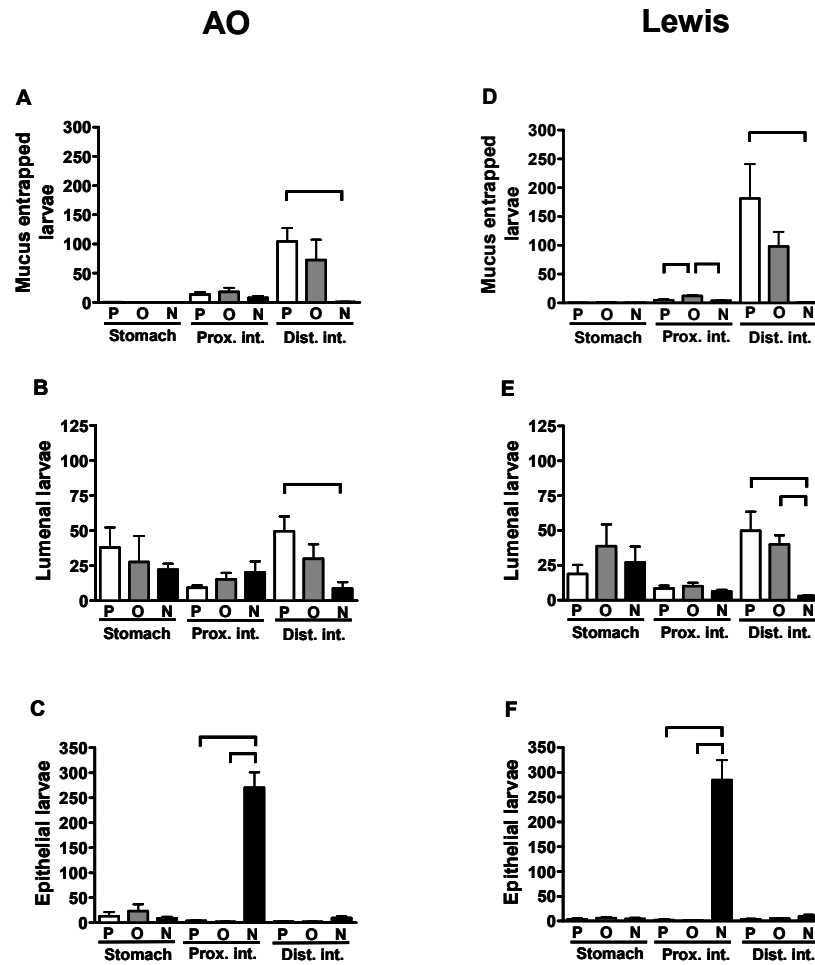 AO
Lewis
A
Mucus entrapped
larvae
300
250
200
150
100
50
0
P O N P O N P O N
Stomach Prox. int. Dist. int.
D
Mucus entrapped
larvae
300
250
200
150
100
50
0
P O N P O N P O N
Stomach Prox. int. Dist. int.
B
Lumenal larvae
125
100
75
50
25
0
P O N P O N P O N
Stomach Prox. int. Dist. int.
E
Lumenal larvae
125
100
75
50
25
0
P O N P O N P O N
Stomach Prox. int. Dist. int.
C
Epithelial larvae
350
300
250
200
150
100
50
0
P O N P O N P O N
Stomach Prox. int. Dist. int.
F
Epithelial larvae
350
300
250
200
150
100
50
0
P O N P O N P O N
Stomach Prox. int. Dist. int.